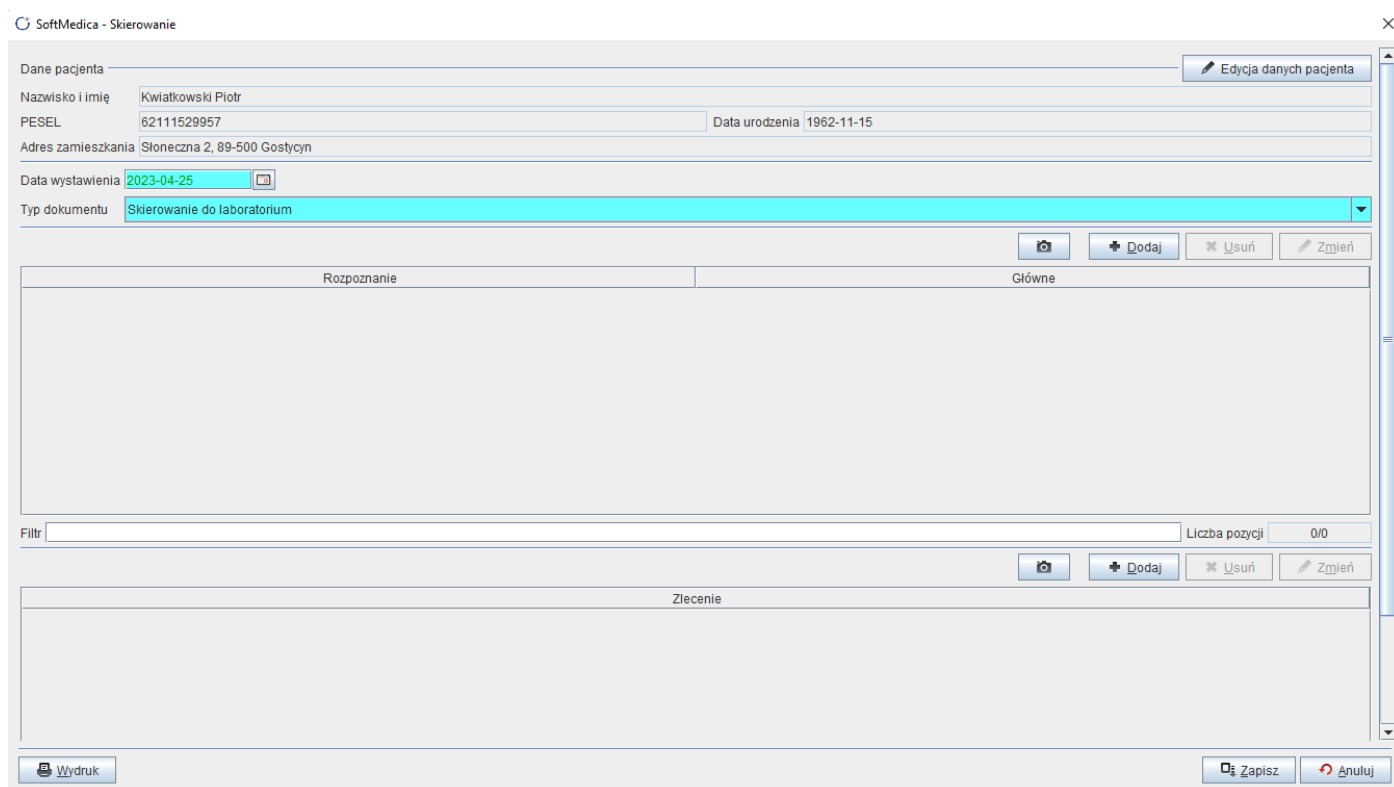 SoftMedica - Skierowanie
Dane pacjenta Edycja danych pacjenta
Nazwisko i imię Kwiatkowski Piotr
PESEL 62111529957 Data urodzenia 1962-11-15
Adres zamieszkania Słoneczna 2, 89-500 Gostycyn
Data wystawienia 2023-04-25
Typ dokumentu Skierowanie do laboratorium
Dodaj Usuń Zmień
Rozpoznanie Główne
Filtr Liczba pozycji 0/0
Dodaj Usuń Zmień
Zlecenie
Wydruk Zapisz Anuluj